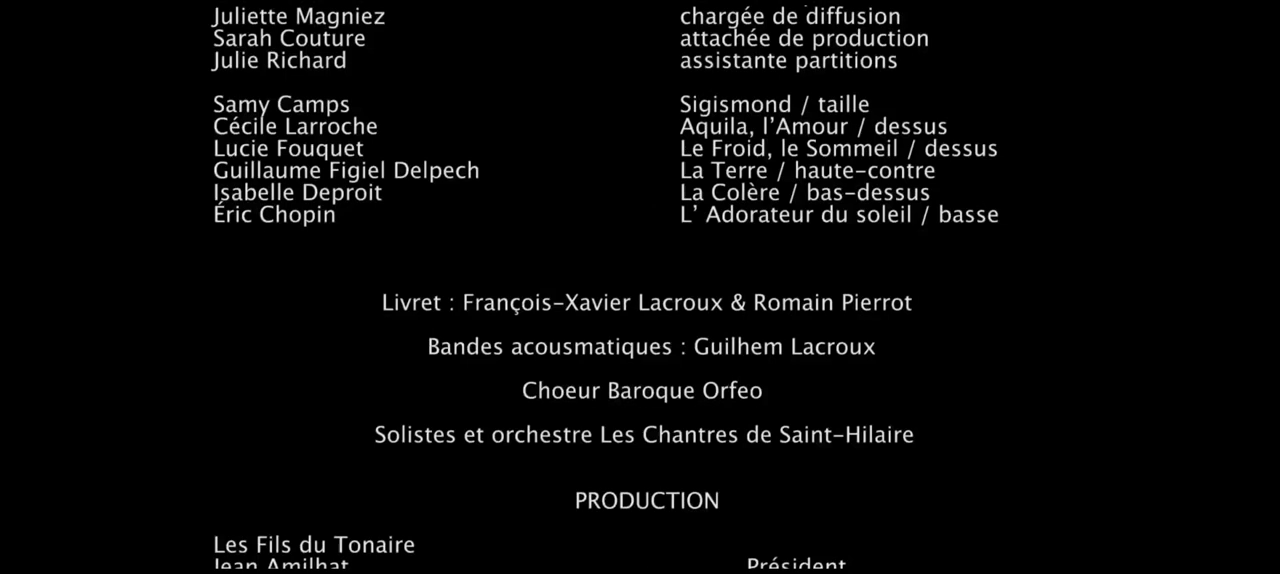 Juliette Magniez chargée de diffusion
Sarah Couture attachée de production
Julie Richard assistante partitions
Samy Camps Sigismond / taille
Cécile Larroche Aquila, l’Amour / dessus
Lucie Fouquet Le Froid, le Sommeil / dessus
Guillaume Figiel Delpech La Terre / haute-contre
Isabelle Deproit La Colère / bas-dessus
Éric Chopin L’ Adorateur du soleil / basse
Livret : François-Xavier Lacroux & Romain Pierrot
Bandes acousmatiques : Guilhem Lacroux
Choeur Baroque Orfeo
Solistes et orchestre Les Chantres de Saint-Hilaire
PRODUCTION
Les Fils du Tonaire
Jean Amilhat Président